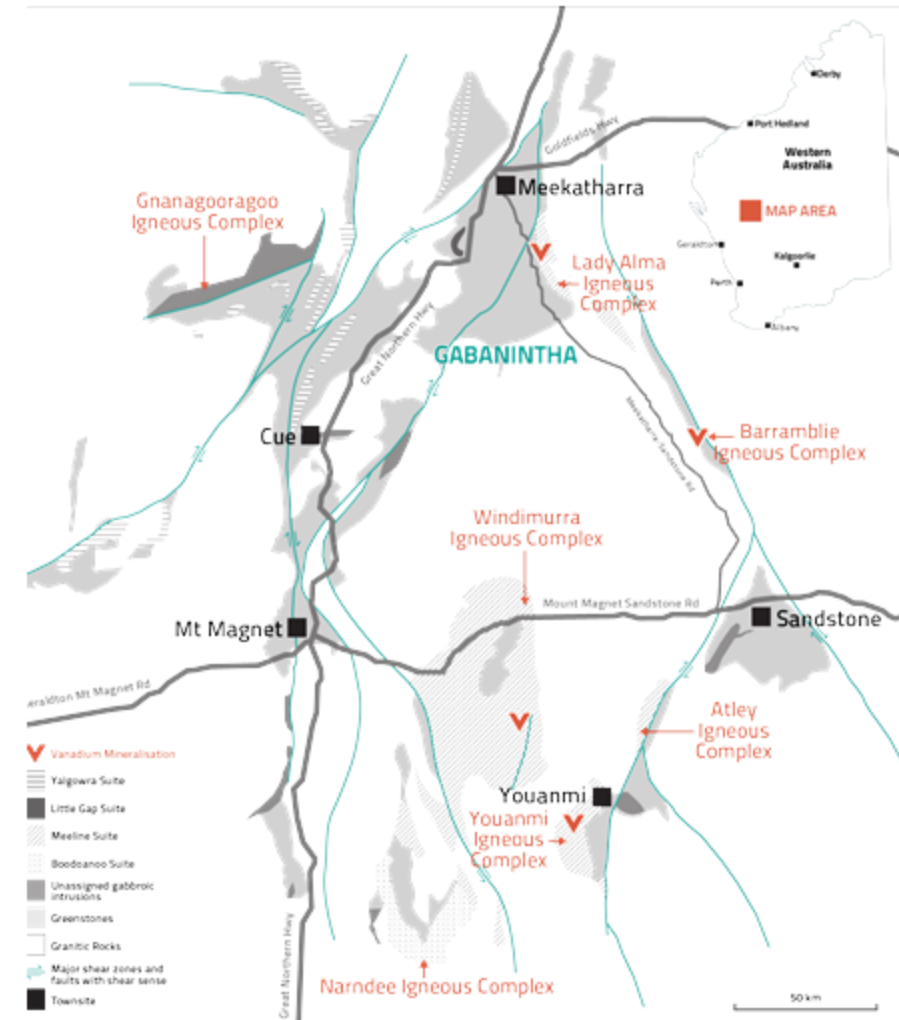 Derby
Port Hedland
Western
Australia
MAP AREA
Geraldton
Kalgoorlie
Perth
Albany
Goldfields Hwy
Meekatharra
Gnanagooragoo
Igneous Complex
Lady Alma
Igneous
Complex
Great Northern Hwy
GABANINTHA
Meekatharra-Sandstone Rd
Cue
Barramblie
Igneous Complex
Windimurra
Igneous Complex
Mount Magnet Sandstone Rd
Mt Magnet
Sandstone
eraldton Mt Magnet Rd
Atley
Igneous
Complex
Youanmi
Youanmi
Igneous
Complex
Narndee Igneous Complex
Great Northern Hwy
Vanadium Mineralisation
Yalgowra Suite
Little Gap Suite
Meeline Suite
Boodoanoo Suite
Unassigned gabbroic
intrusions
Greenstones
Granitic Rocks
Major shear zones and
faults with shear sense
Townsite
50 km